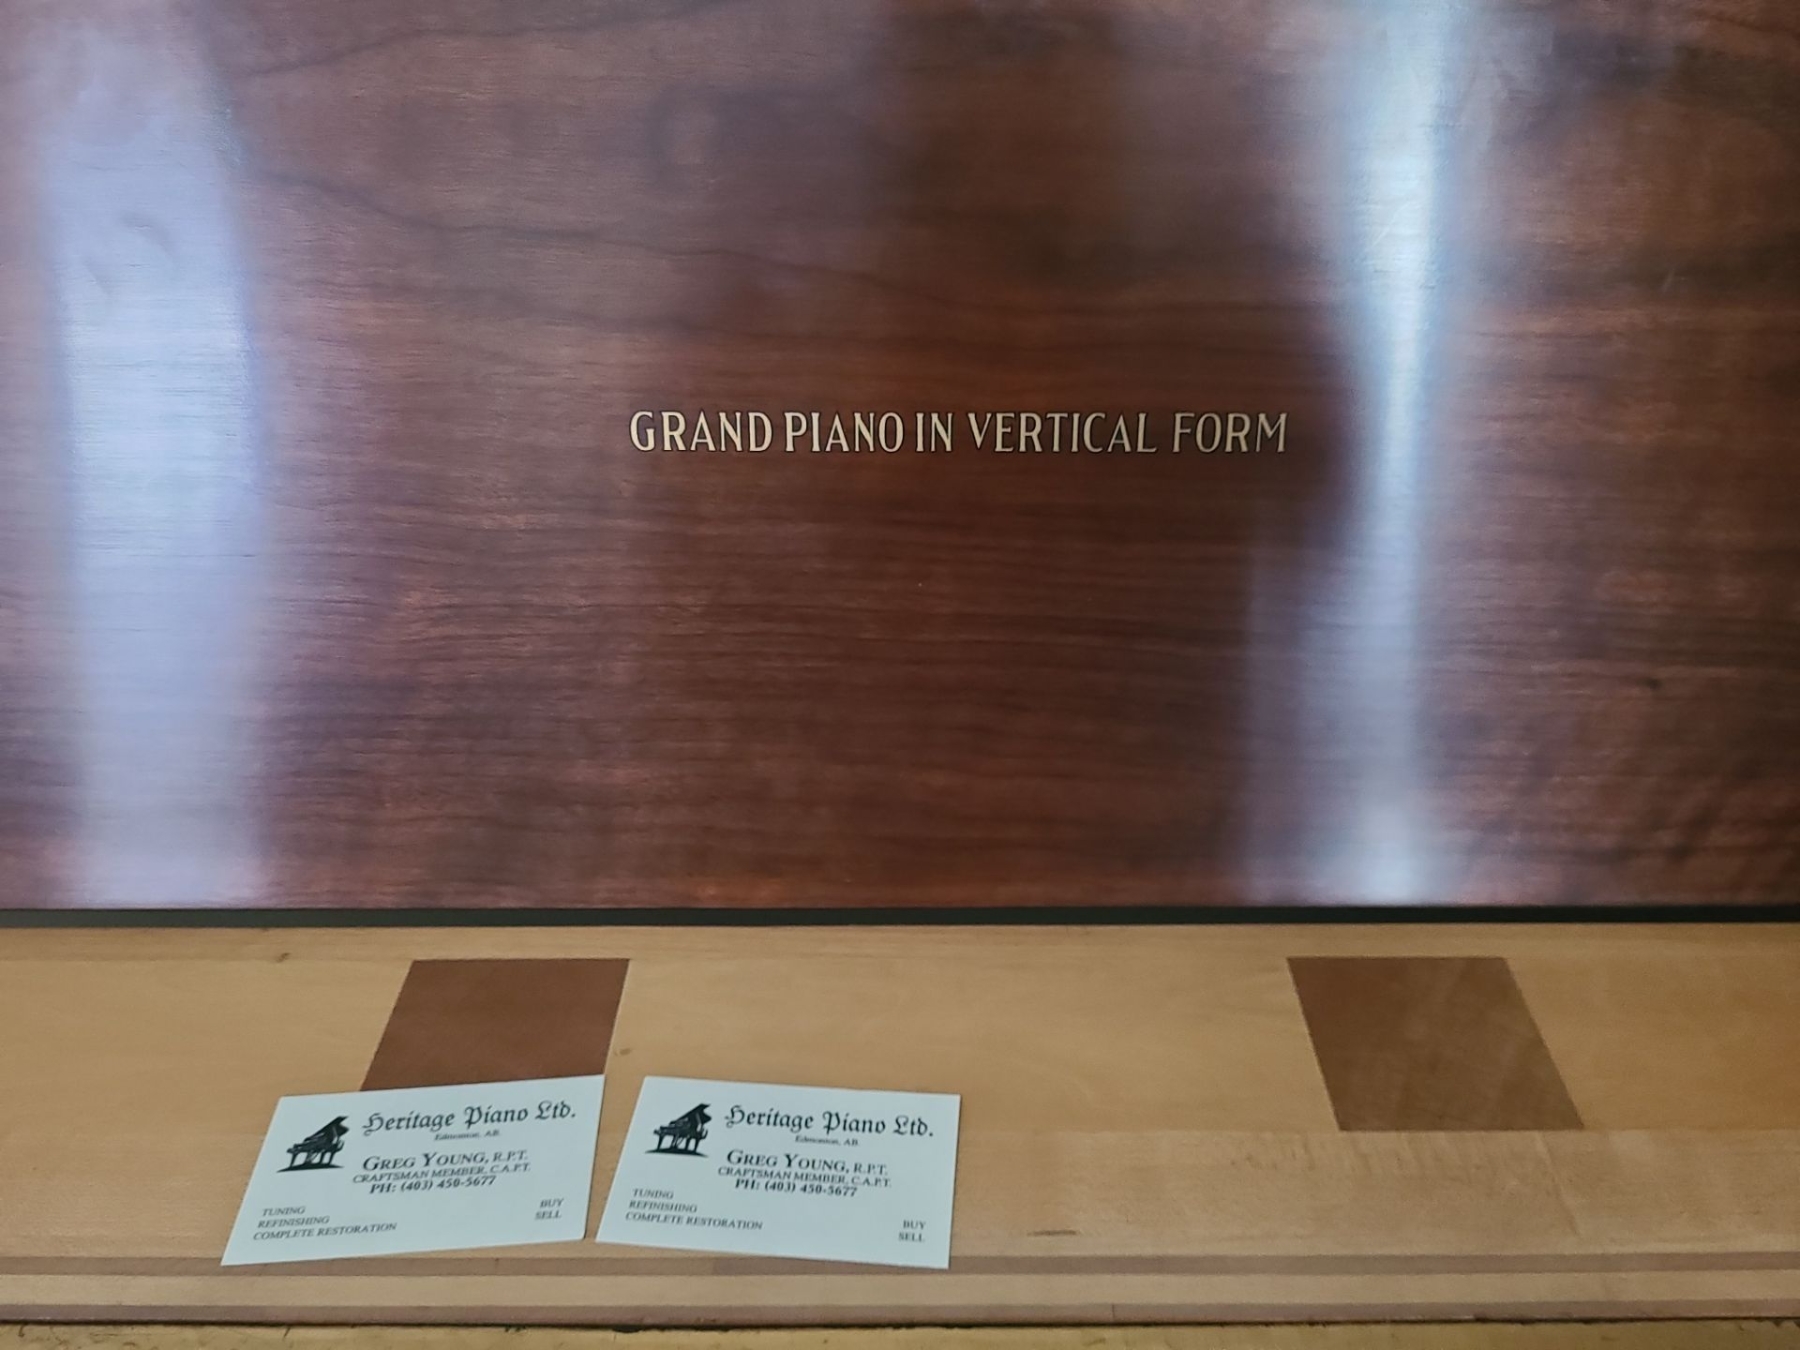 GRAND PIANO IN VERTICAL FORM
Heritage Piano Ltd.
Edmonton, AB.
GREG YOUNG, R.P.T.
CRAFTSMAN MEMBER, C.A.P.T.
PH: (403) 450-5677
TUNING
REFINISHING
COMPLETE RESTORATION
BUY
SELL
Heritage Piano Ltd.
Edmonton, AB.
GREG YOUNG, R.P.T.
CRAFTSMAN MEMBER, C.A.P.T.
PH: (403) 450-5677
TUNING
REFINISHING
COMPLETE RESTORATION
BUY
SELL